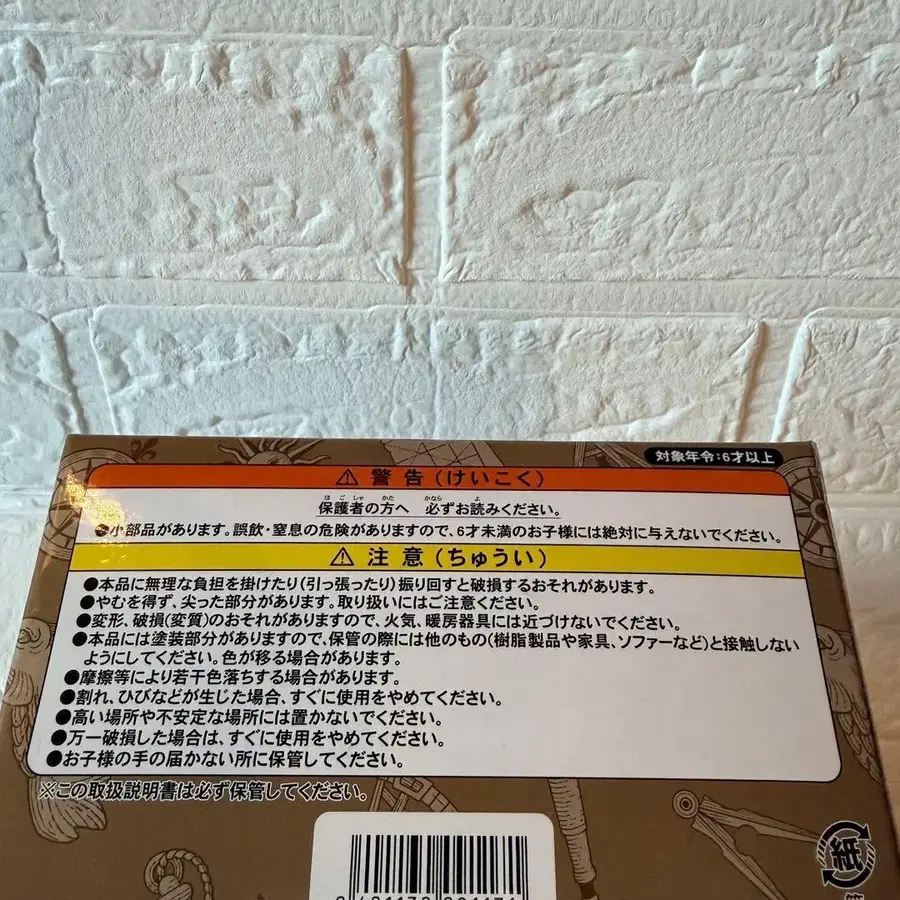 対象年令:6才以上
⚠ 警告(けいこく)
保護者の方へ 必ずお読みください。
●小部品があります。誤飲・窒息の危険がありますので、6才未満のお子様には絶対に与えないでください。
⚠ 注意(ちゅうい)
●本品に無理な負担を掛けたり(引っ張ったり)振り回すと破損するおそれがあります。
●やむを得ず、尖った部分があります。取り扱いにはご注意ください。
●変形、破損(変質)のおそれがありますので、火気、暖房器具には近づけないでください。
●本品には塗装部分がありますので、保管の際には他のもの(樹脂製品や家具、ソファーなど)と接触しない
ようにしてください。色が移る場合があります。
●摩擦等により若干色落ちする場合があります。
●割れ、ひびなどが生じた場合、すぐに使用をやめてください。
●高い場所や不安定な場所には置かないでください。
●万一破損した場合は、すぐに使用をやめてください。
●お子様の手の届かない所に保管してください。
※この取扱説明書は必ず保管してください。
紙